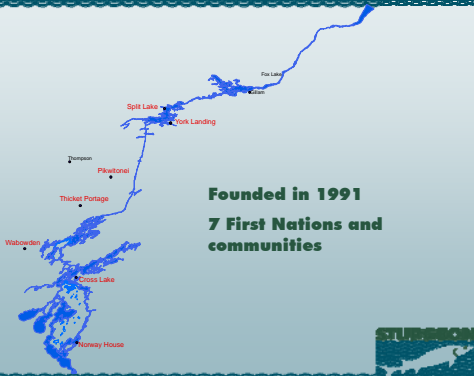 Fox Lake
Gillam
Split Lake
York Landing
Thompson
Pikwitonei
Thicket Portage
Founded in 1991
7 First Nations and
communities
Wabowden
Cross Lake
STURGEON
Norway House